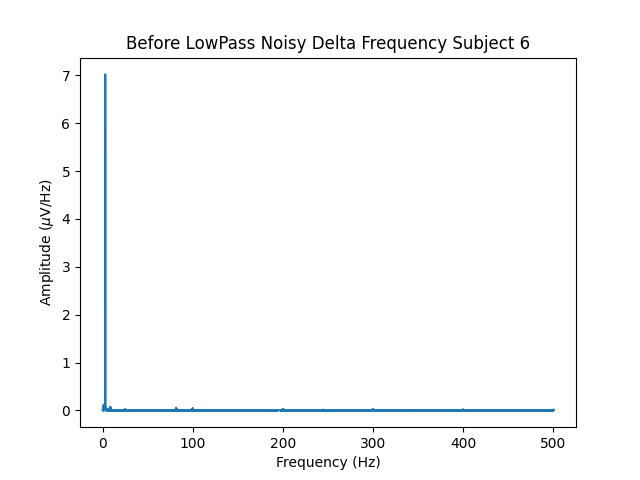 Before LowPass Noisy Delta Frequency Subject 6
7
6
5
4
3
2
1
0
Amplitude (μV/Hz)
0 100 200 300 400 500
Frequency (Hz)